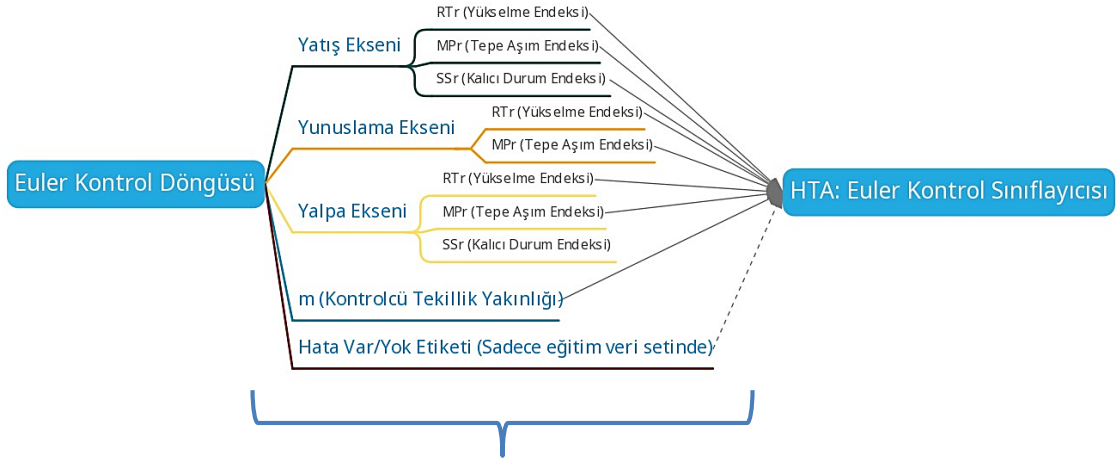 Euler Kontrol Döngüsü
Yatış Ekseni
RTr (Yükselme Endeksi)
MPr (Tepe Aşım Endeksi)
SSr (Kalıcı Durum Endeksi)
Yunuslama Ekseni
RTr (Yükselme Endeksi)
MPr (Tepe Aşım Endeksi)
Yalpa Ekseni
RTr (Yükselme Endeksi)
MPr (Tepe Aşım Endeksi)
SSr (Kalıcı Durum Endeksi)
m (Kontrolcü Tekillik Yakınlığı)
Hata Var/Yok Etiketi (Sadece eğitim veri setinde)
HTA: Euler Kontrol Sınıflayıcısı